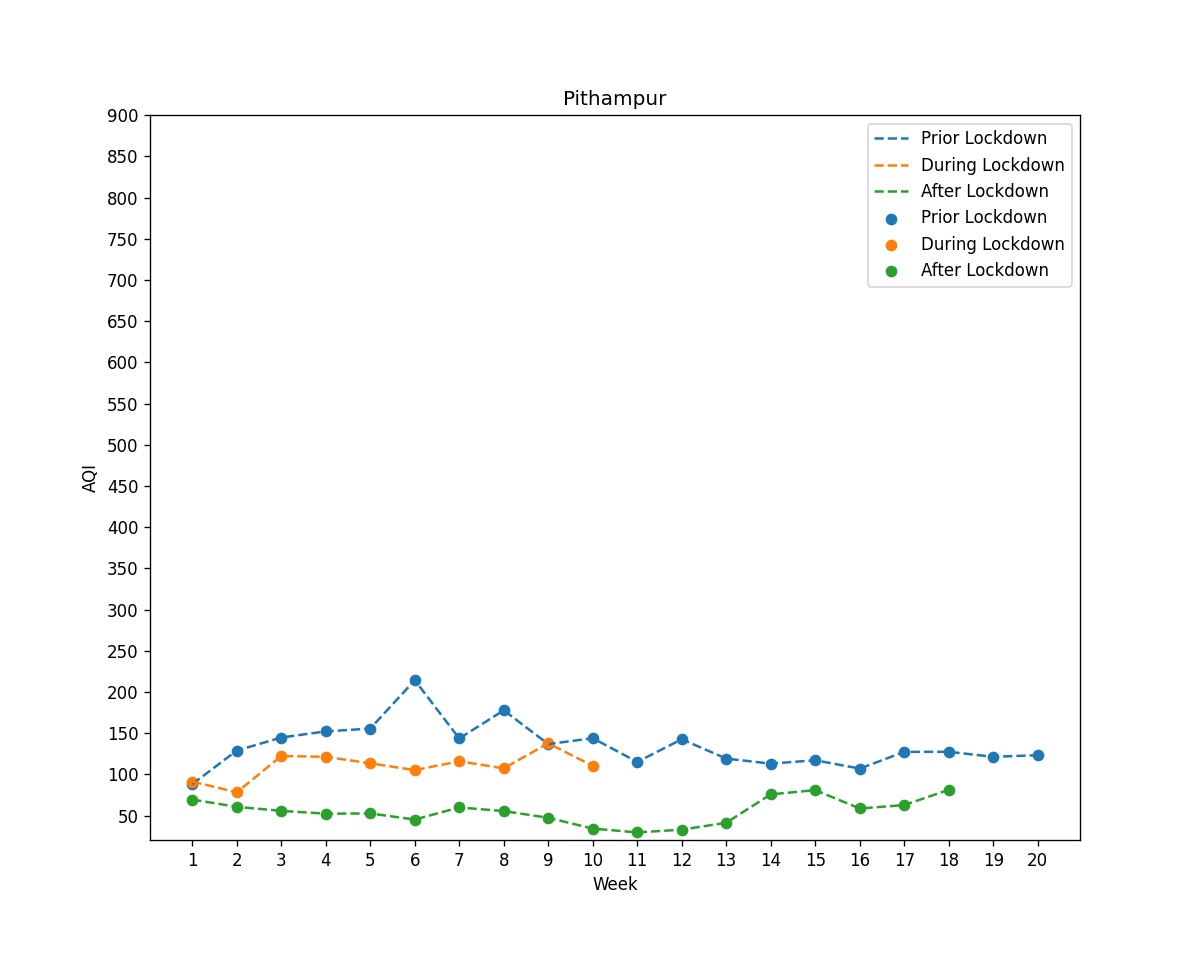 Pithampur
900
850
800
750
700
650
600
550
500
450
400
350
300
250
200
150
100
50
AQI
Prior Lockdown
During Lockdown
After Lockdown
Prior Lockdown
During Lockdown
After Lockdown
1 2 3 4 5 6 7 8 9 10 11 12 13 14 15 16 17 18 19 20
Week